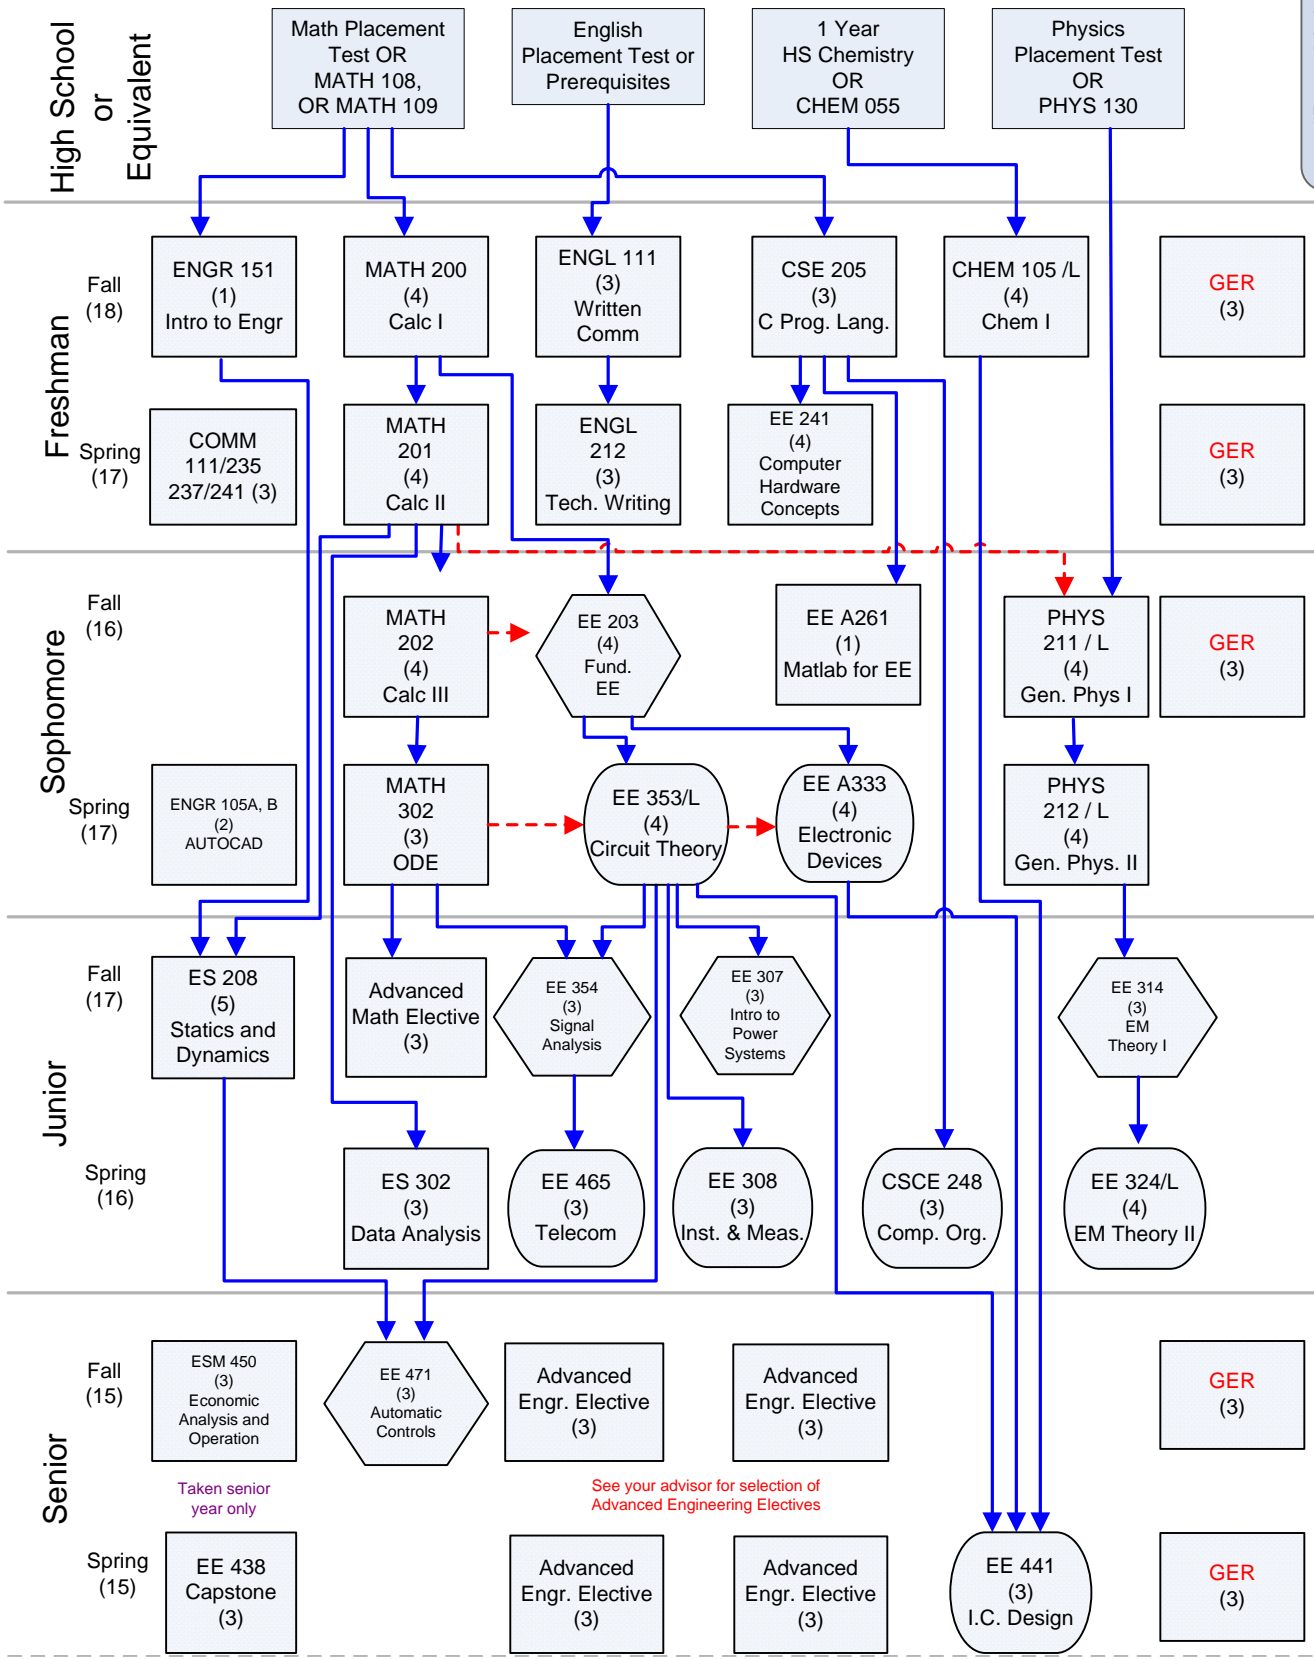 High School
or
Equivalent
Math Placement
Test OR
MATH 108,
OR MATH 109
English
Placement Test or
Prerequisites
1 Year
HS Chemistry
OR
CHEM 055
Physics
Placement Test
OR
PHYS 130
Freshman
Fall
(18)
ENGR 151
(1)
Intro to Engr
MATH 200
(4)
Calc I
ENGL 111
(3)
Written
Comm
CSE 205
(3)
C Prog. Lang.
CHEM 105 /L
(4)
Chem I
GER
(3)
Spring
(17)
COMM
111/235
237/241 (3)
MATH
201
(4)
Calc II
ENGL
212
(3)
Tech. Writing
EE 241
(4)
Computer
Hardware
Concepts
GER
(3)
Sophomore
Fall
(16)
MATH
202
(4)
Calc III
EE 203
(4)
Fund.
EE
EE A261
(1)
Matlab for EE
PHYS
211 / L
(4)
Gen. Phys I
GER
(3)
Spring
(17)
ENGR 105A, B
(2)
AUTOCAD
MATH
302
(3)
ODE
EE 353/L
(4)
Circuit Theory
EE A333
(4)
Electronic
Devices
PHYS
212 / L
(4)
Gen. Phys. II
Junior
Fall
(17)
ES 208
(5)
Statics and
Dynamics
Advanced
Math Elective
(3)
EE 354
(3)
Signal
Analysis
EE 307
(3)
Intro to
Power
Systems
EE 314
(3)
EM
Theory I
Spring
(16)
ES 302
(3)
Data Analysis
EE 465
(3)
Telecom
EE 308
(3)
Inst. & Meas.
CSCE 248
(3)
Comp. Org.
EE 324/L
(4)
EM Theory II
Senior
Fall
(15)
ESM 450
(3)
Economic
Analysis and
Operation
EE 471
(3)
Automatic
Controls
Advanced
Engr. Elective
(3)
Advanced
Engr. Elective
(3)
GER
(3)
Taken senior
year only
See your advisor for selection of
Advanced Engineering Electives
Spring
(15)
EE 438
Capstone
(3)
Advanced
Engr. Elective
(3)
Advanced
Engr. Elective
(3)
EE 441
(3)
I.C. Design
GER
(3)